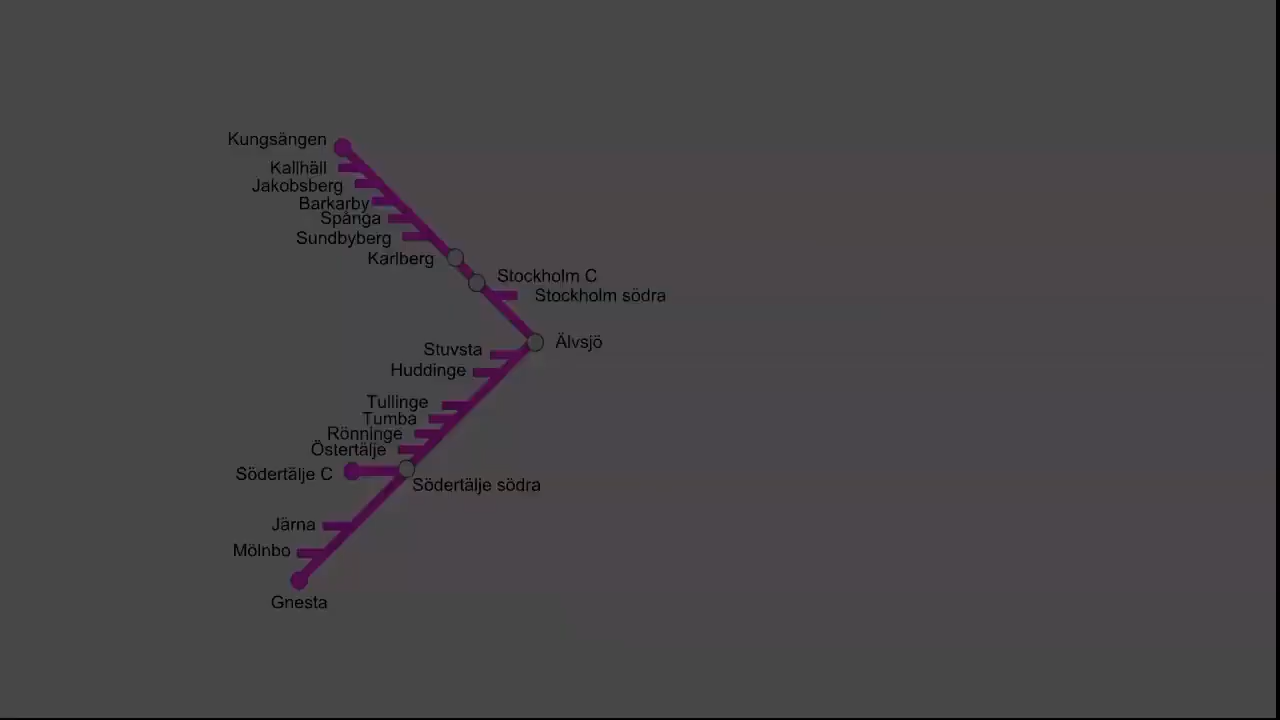 Kungsängen
Kallhäll
Jakobsberg
Barkarby
Spånga
Sundbyberg
Karlberg
Stockholm C
Stockholm södra
Älvsjö
Stuvsta
Huddinge
Tullinge
Tumba
Rönninge
Östertälje
Södertälje C
Södertälje södra
Järna
Mölnbo
Gnesta